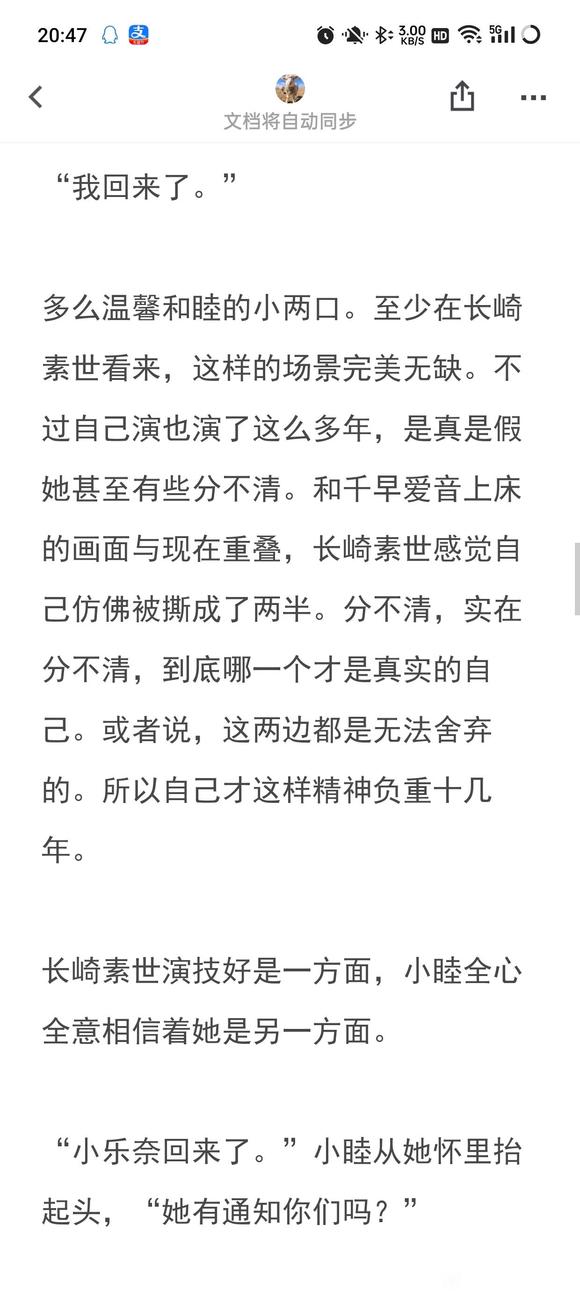 20:47 支 3.00 KB/S HD 5G
文档将自动同步
“我回来了。”
多么温馨和睦的小两口。至少在长崎
素世看来，这样的场景完美无缺。不
过自己演也演了这么多年，是真是假
她甚至有些分不清。和千早爱音上床
的画面与现在重叠，长崎素世感觉自
己仿佛被撕成了两半。分不清，实在
分不清，到底哪一个才是真实的自
己。或者说，这两边都是无法舍弃
的。所以自己才这样精神负重十几
年。
长崎素世演技好是一方面，小睦全心
全意相信着她是另一方面。
“小乐奈回来了。”小睦从她怀里抬
起头，“她有通知你们吗？”